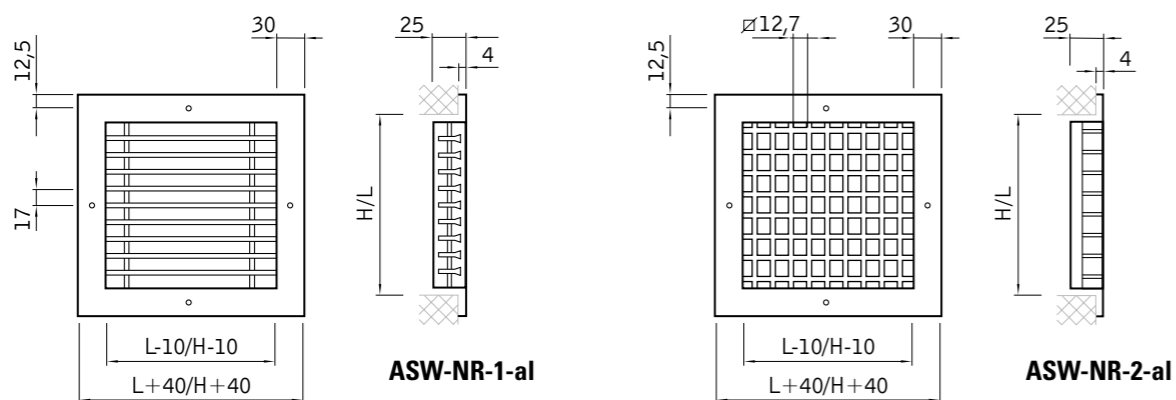 30
25
4
12,5
17
H/L
L-10/H-10
L+40/H+40
ASW-NR-1-al
⌀12,7
30
25
4
12,5
H/L
L-10/H-10
L+40/H+40
ASW-NR-2-al